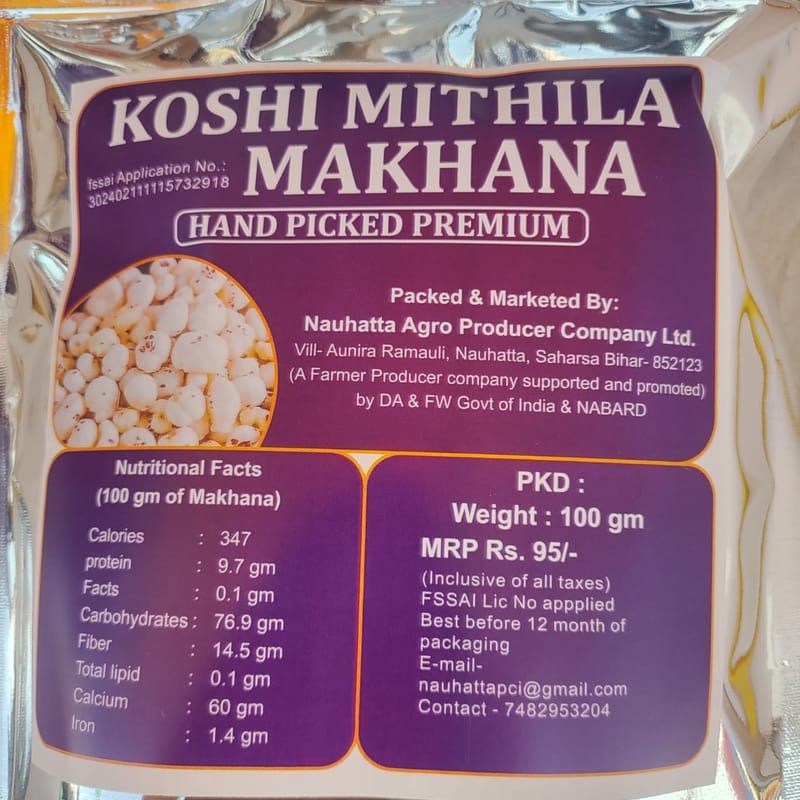 KOSHI MITHILA
MAKHANA
fssai Application No.:
302402111115732918
HAND PICKED PREMIUM
Packed & Marketed By:
Nauhatta Agro Producer Company Ltd.
Vill- Aunira Ramauli, Nauhatta, Saharsa Bihar- 852123
(A Farmer Producer company supported and promoted)
by DA & FW Govt of India & NABARD
Nutritional Facts
(100 gm of Makhana)
Calories : 347
protein : 9.7 gm
Facts : 0.1 gm
Carbohydrates : 76.9 gm
Fiber : 14.5 gm
Total lipid : 0.1 gm
Calcium : 60 gm
Iron : 1.4 gm
PKD :
Weight : 100 gm
MRP Rs. 95/-
(Inclusive of all taxes)
FSSAI Lic No appplied
Best before 12 month of
packaging
E-mail-
nauhattapci@gmail.com
Contact - 7482953204